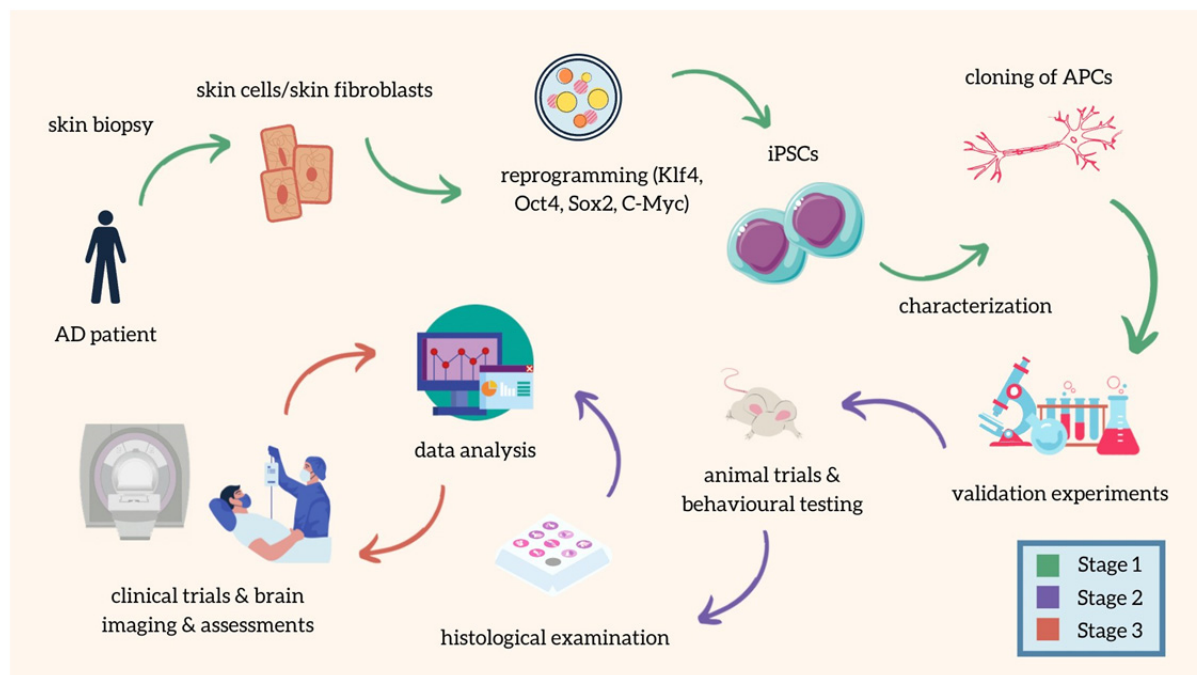 skin biopsy
skin cells/skin fibroblasts
AD patient
reprogramming (Klf4,
Oct4, Sox2, C-Myc)
iPSCs
characterization
cloning of APCs
validation experiments
animal trials &
behavioural testing
histological examination
data analysis
clinical trials & brain
imaging & assessments
Stage 1
Stage 2
Stage 3